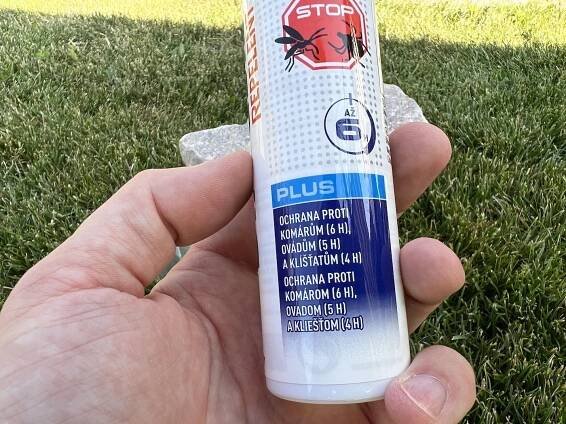 STOP
REPELENT
AŽ
6 H
PLUS
OCHRANA PROTI
KOMÁRŮM (6 H),
OVÁDŮM (5 H)
A KLÍŠŤATŮM (4 H)
OCHRANA PROTI
KOMÁROM (6 H),
OVADOM (5 H)
A KLIEŠŤOM (4 H)